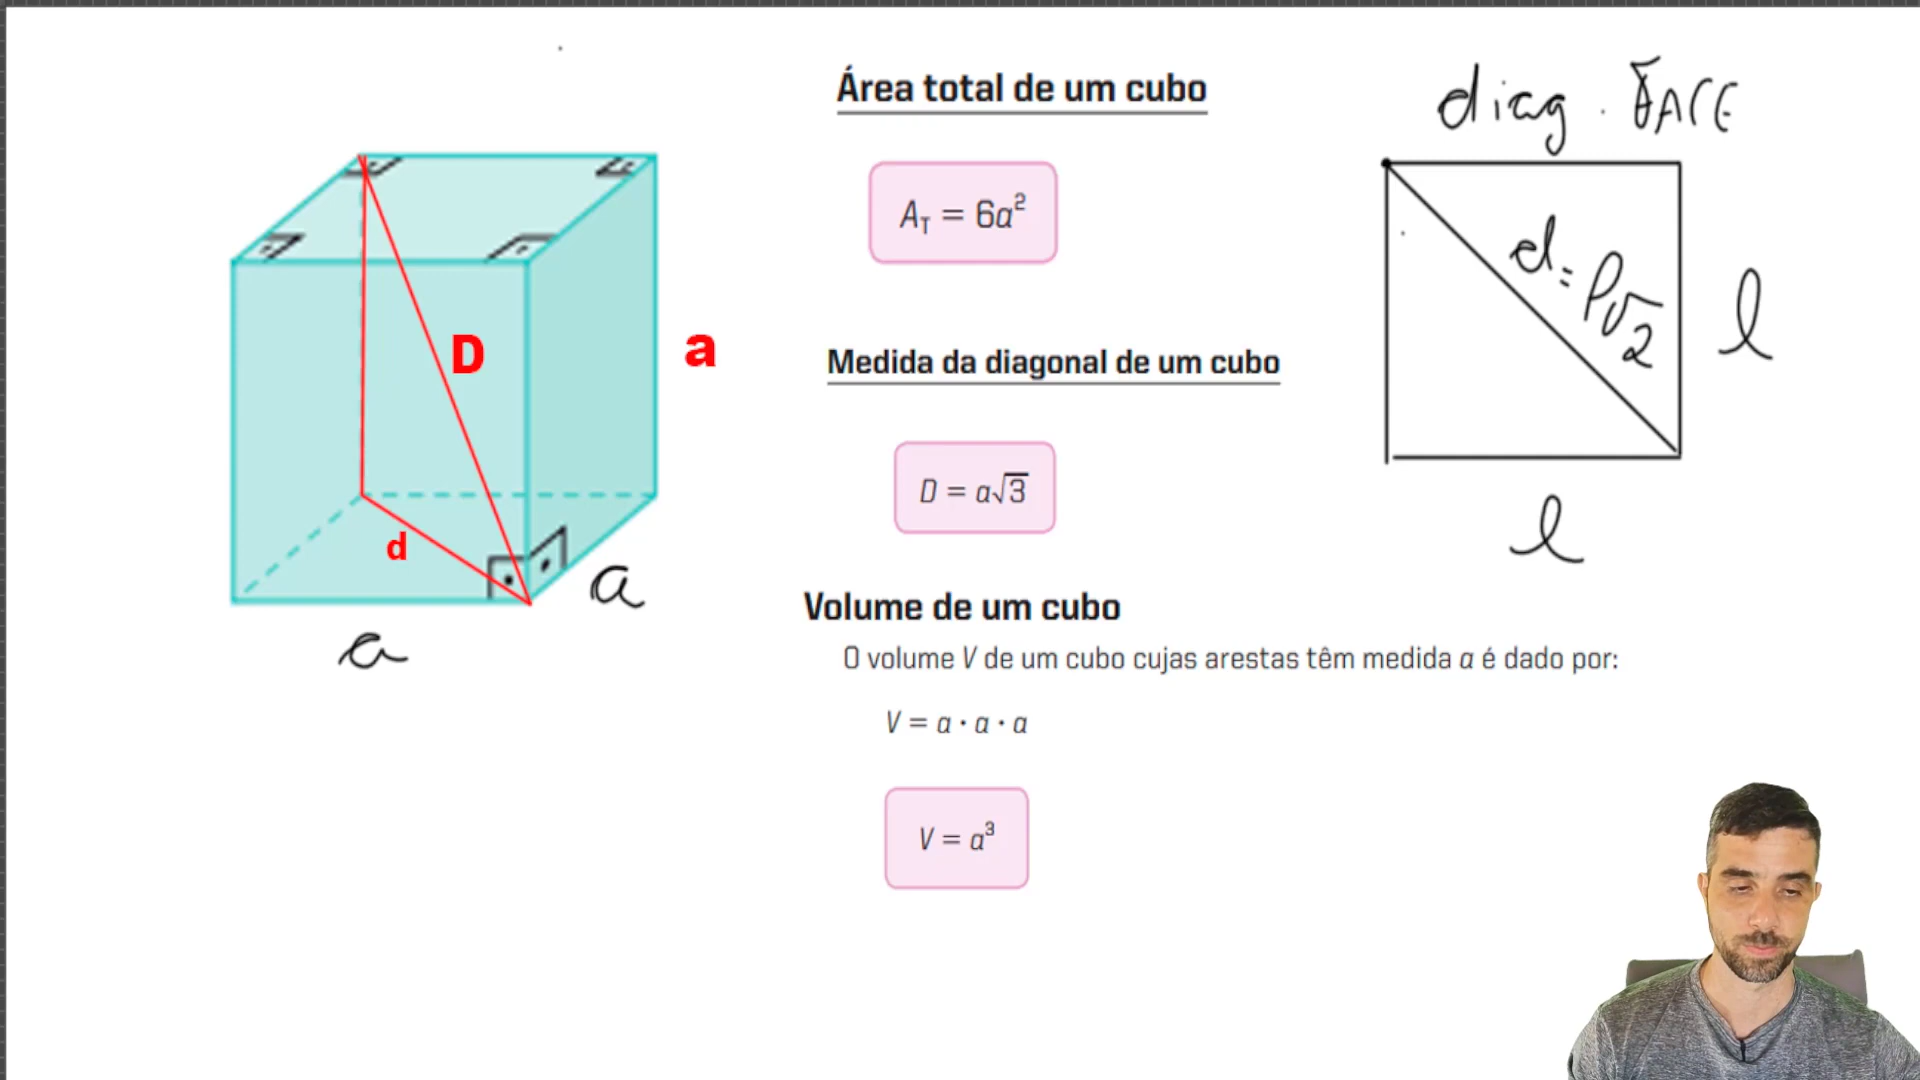 Área total de um cubo
A_T = 6a²
Medida da diagonal de um cubo
D = a√3
Volume de um cubo
O volume V de um cubo cujas arestas têm medida a é dado por:
V = a · a · a
V = a³
D
a
d
a
a
diag. FACE
d = l√2
l
l